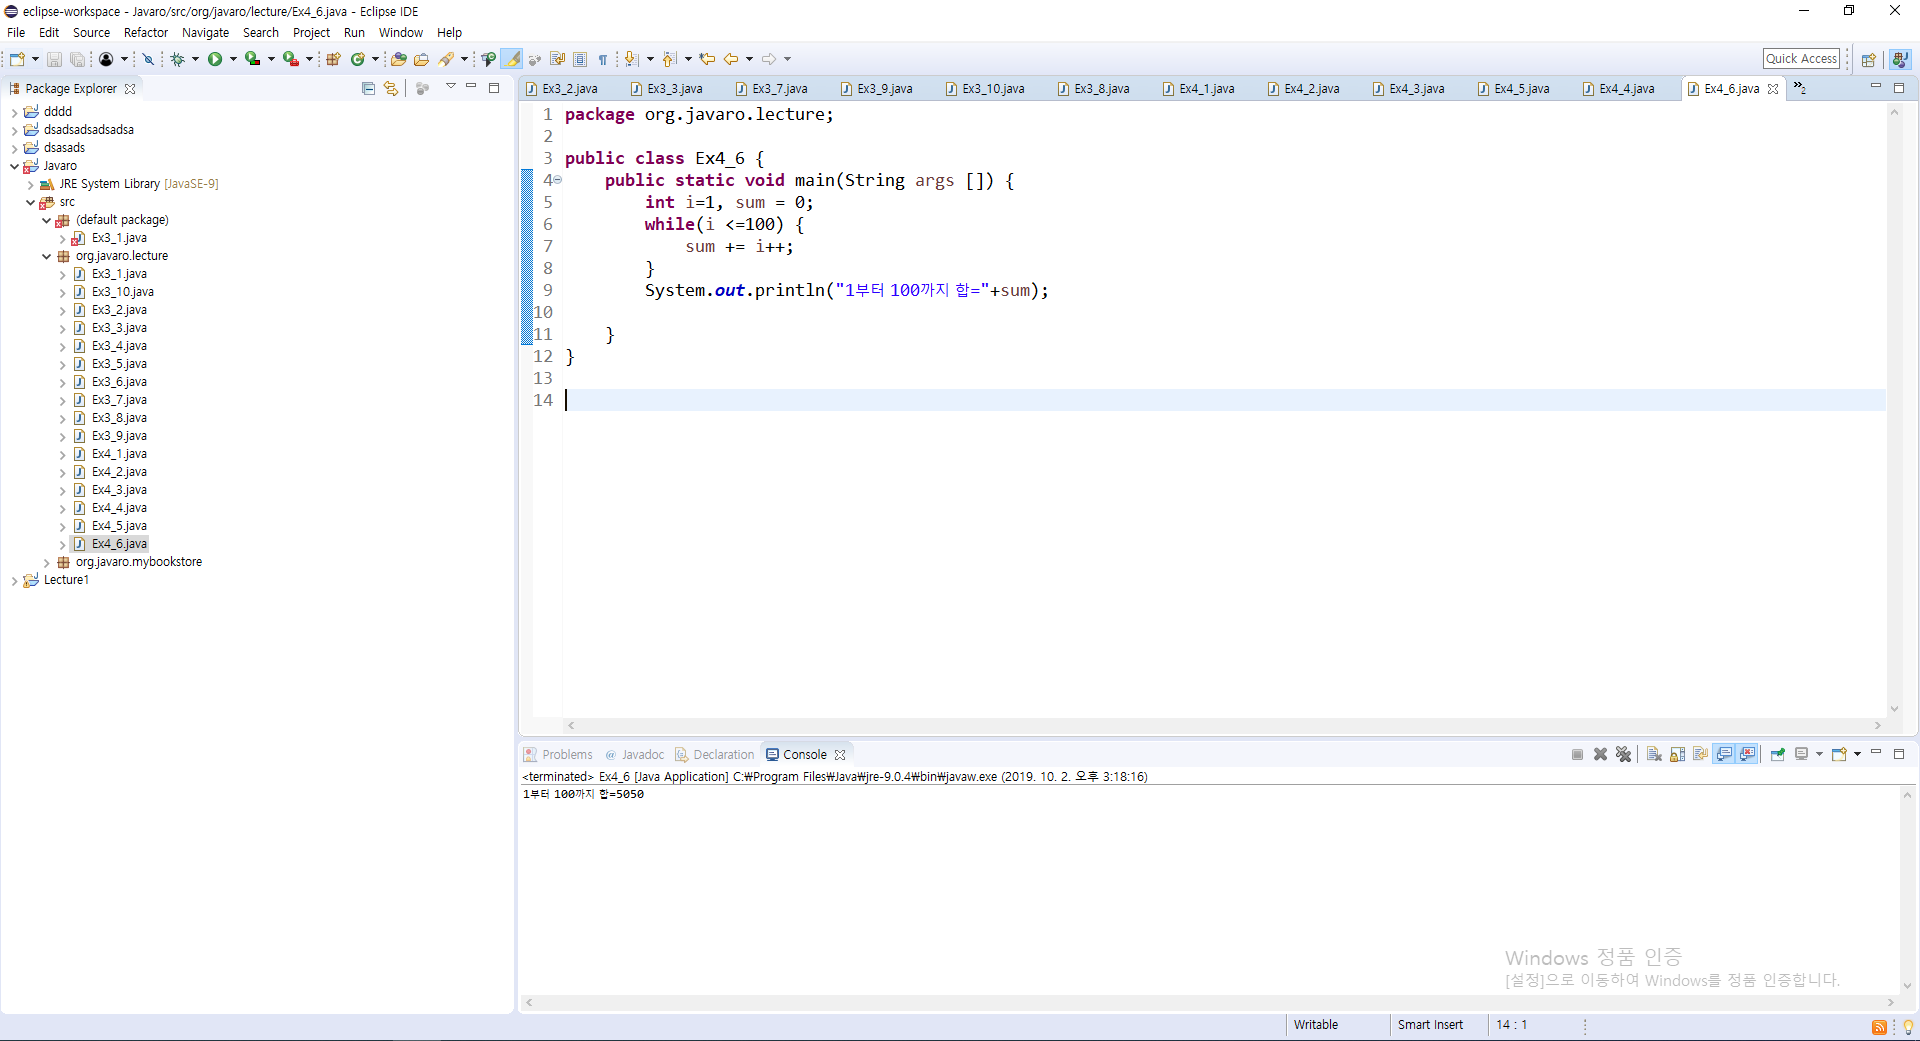 eclipse-workspace - Javaro/src/org/javaro/lecture/Ex4_6.java - Eclipse IDE
File Edit Source Refactor Navigate Search Project Run Window Help
Quick Access
Package Explorer
dddd
dsadsadsadsadsa
dsasads
Javaro
JRE System Library [JavaSE-9]
src
(default package)
Ex3_1.java
org.javaro.lecture
Ex3_1.java
Ex3_10.java
Ex3_2.java
Ex3_3.java
Ex3_4.java
Ex3_5.java
Ex3_6.java
Ex3_7.java
Ex3_8.java
Ex3_9.java
Ex4_1.java
Ex4_2.java
Ex4_3.java
Ex4_4.java
Ex4_5.java
Ex4_6.java
org.javaro.mybookstore
Lecture1
Ex3_2.java Ex3_3.java Ex3_7.java Ex3_9.java Ex3_10.java Ex3_8.java Ex4_1.java Ex4_2.java Ex4_3.java Ex4_5.java Ex4_4.java Ex4_6.java »2
1 package org.javaro.lecture;
2
3 public class Ex4_6 {
4 public static void main(String args []) {
5 int i=1, sum = 0;
6 while(i <=100) {
7 sum += i++;
8 }
9 System.out.println("1부터 100까지 합="+sum);
10
11 }
12 }
13
14
Problems @ Javadoc Declaration Console
<terminated> Ex4_6 [Java Application] C:₩Program Files₩Java₩jre-9.0.4₩bin₩javaw.exe (2019. 10. 2. 오후 3:18:16)
1부터 100까지 합=5050
Windows 정품 인증
[설정]으로 이동하여 Windows를 정품 인증합니다.
Writable Smart Insert 14 : 1